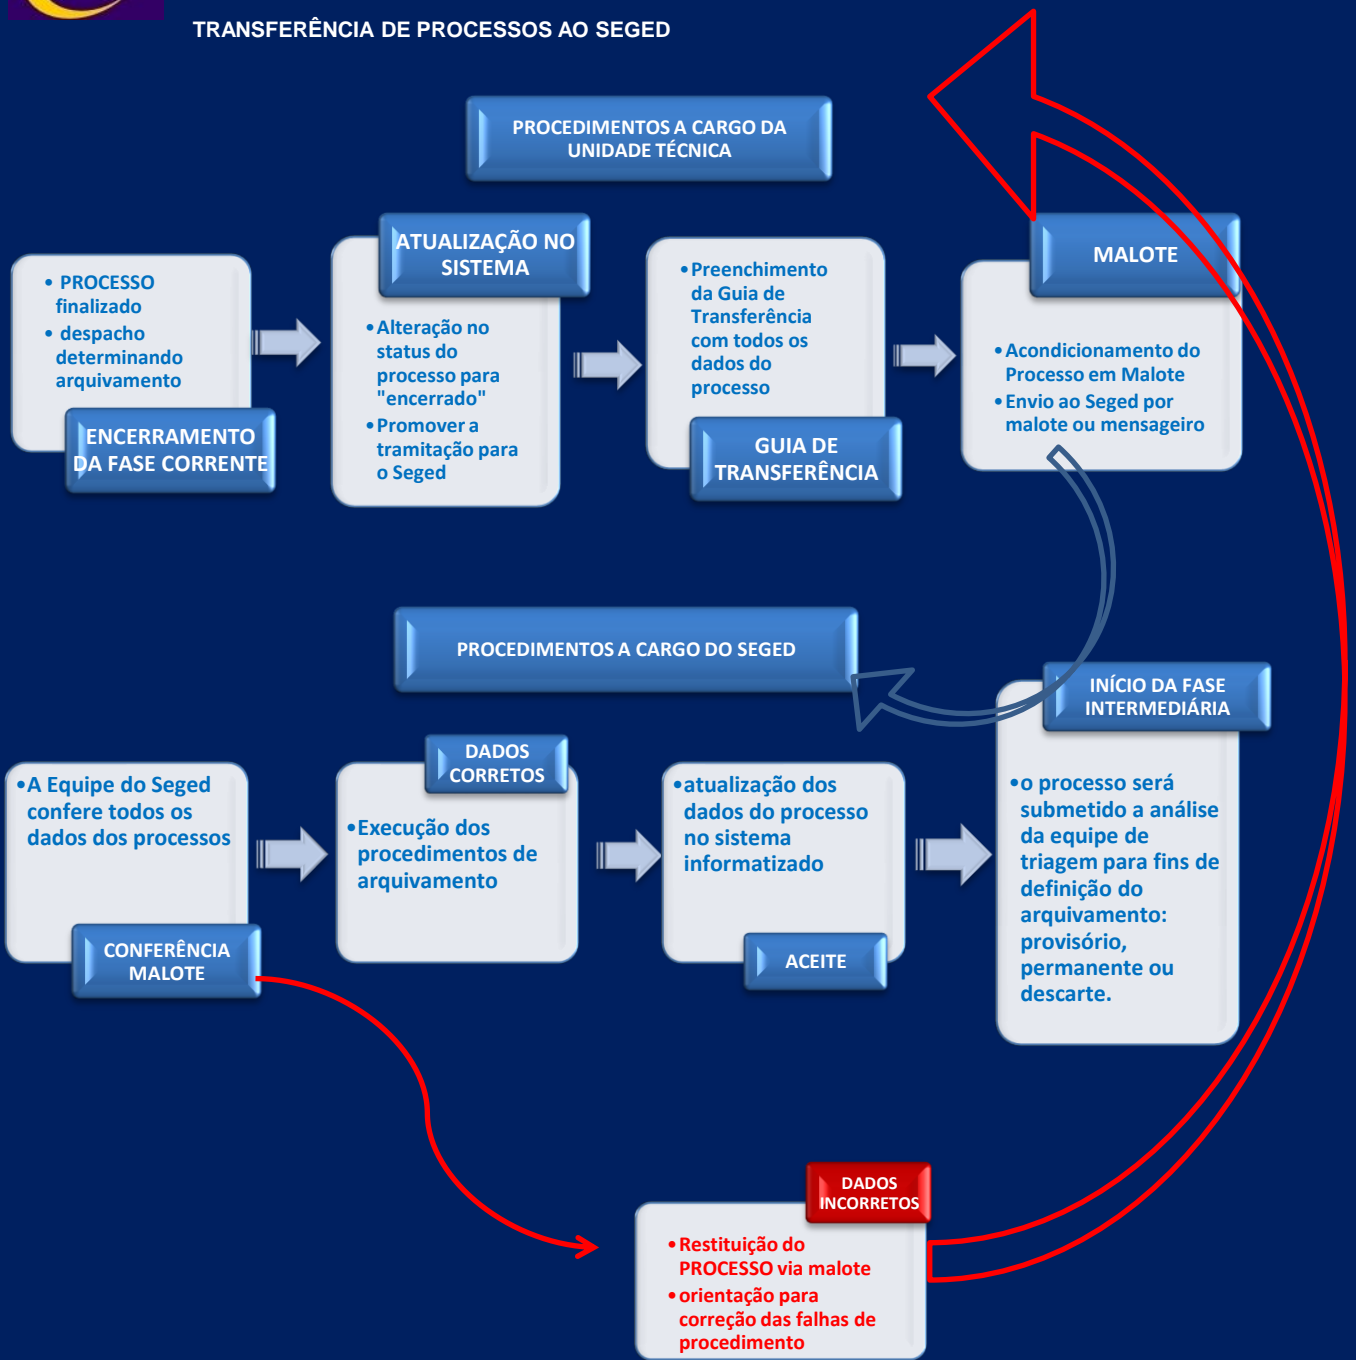 TRANSFERÊNCIA DE PROCESSOS AO SEGED
PROCEDIMENTOS A CARGO DA
UNIDADE TÉCNICA
• PROCESSO
finalizado
• despacho
determinando
arquivamento
ENCERRAMENTO
DA FASE CORRENTE
ATUALIZAÇÃO NO
SISTEMA
•Alteração no
status do
processo para
"encerrado"
•Promover a
tramitação para
o Seged
•Preenchimento
da Guia de
Transferência
com todos os
dados do
processo
GUIA DE
TRANSFERÊNCIA
MALOTE
•Acondicionamento do
Processo em Malote
•Envio ao Seged por
malote ou mensageiro
PROCEDIMENTOS A CARGO DO SEGED
•A Equipe do Seged
confere todos os
dados dos processos
CONFERÊNCIA
MALOTE
DADOS
CORRETOS
•Execução dos
procedimentos de
arquivamento
•atualização dos
dados do processo
no sistema
informatizado
ACEITE
INÍCIO DA FASE
INTERMEDIÁRIA
•o processo será
submetido a análise
da equipe de
triagem para fins de
definição do
arquivamento:
provisório,
permanente ou
descarte.
DADOS
INCORRETOS
•Restituição do
PROCESSO via malote
•orientação para
correção das falhas de
procedimento